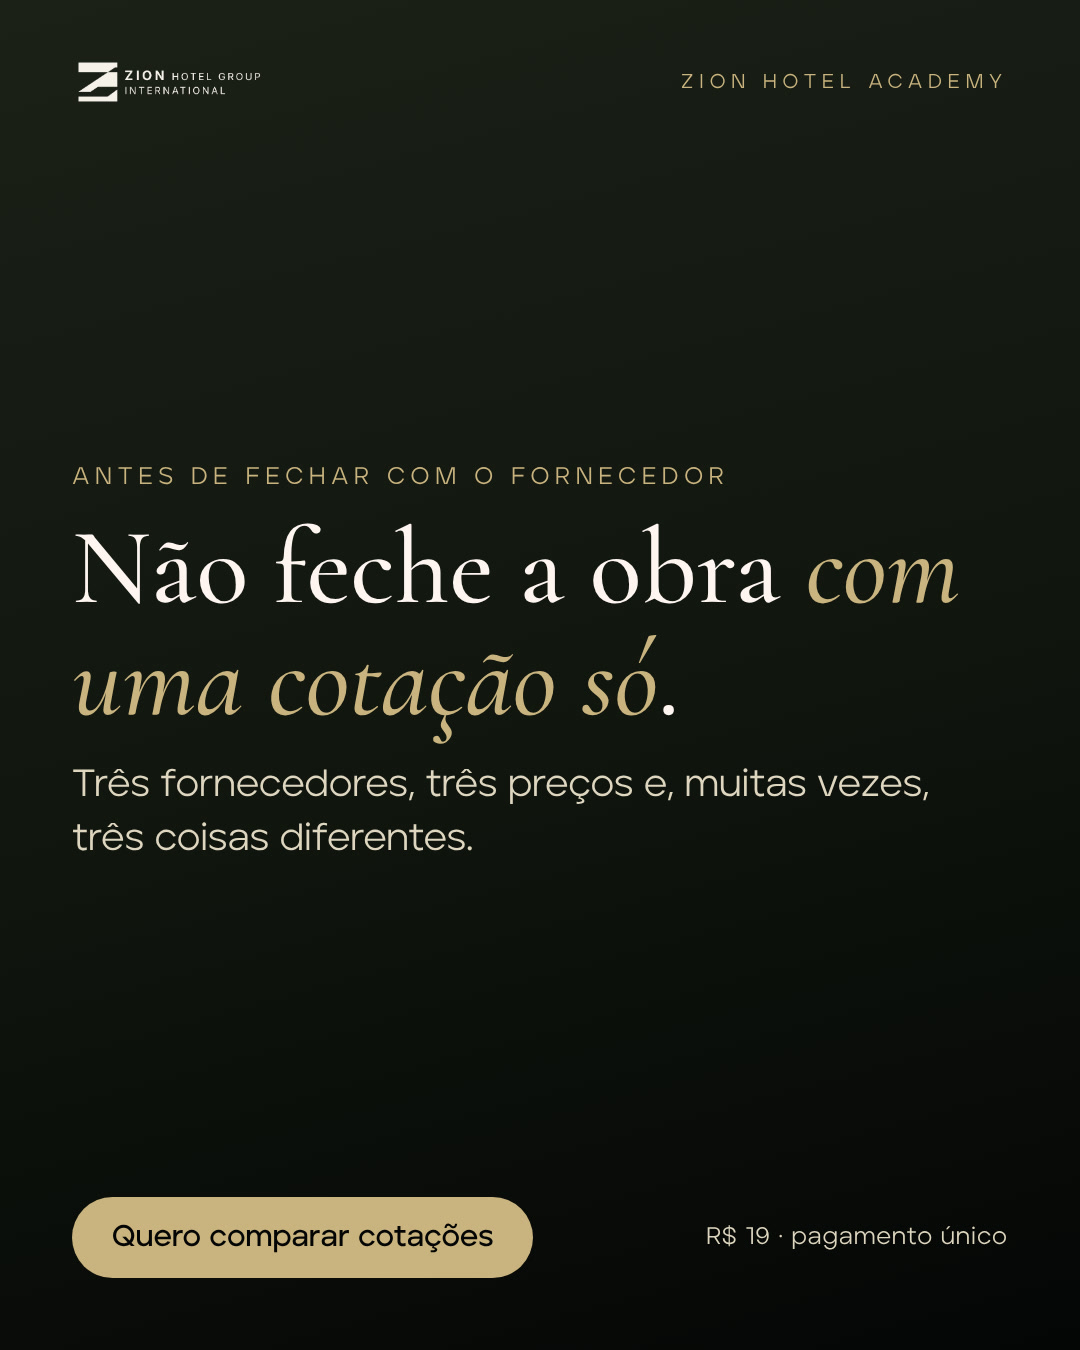 ZION HOTEL GROUP
INTERNATIONAL
ZION HOTEL ACADEMY
ANTES DE FECHAR COM O FORNECEDOR
Não feche a obra com
uma cotação só.
Três fornecedores, três preços e, muitas vezes,
três coisas diferentes.
Quero comparar cotações
R$ 19 · pagamento único